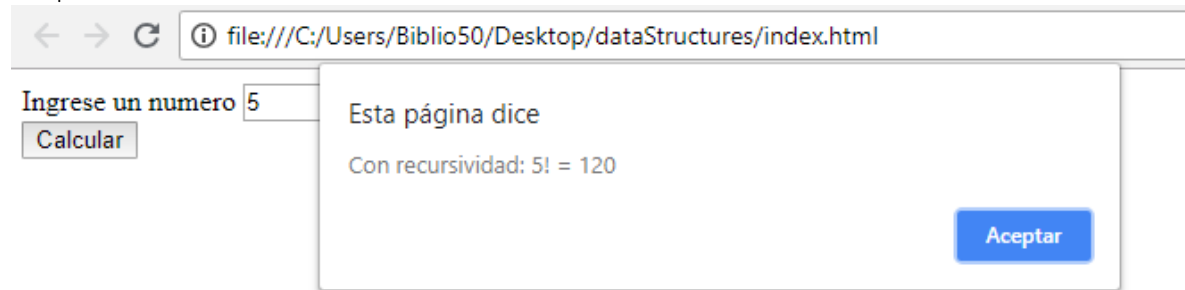 file:///C:/Users/Biblio50/Desktop/dataStructures/index.html
Ingrese un numero 5
Calcular
Esta página dice
Con recursividad: 5! = 120
Aceptar